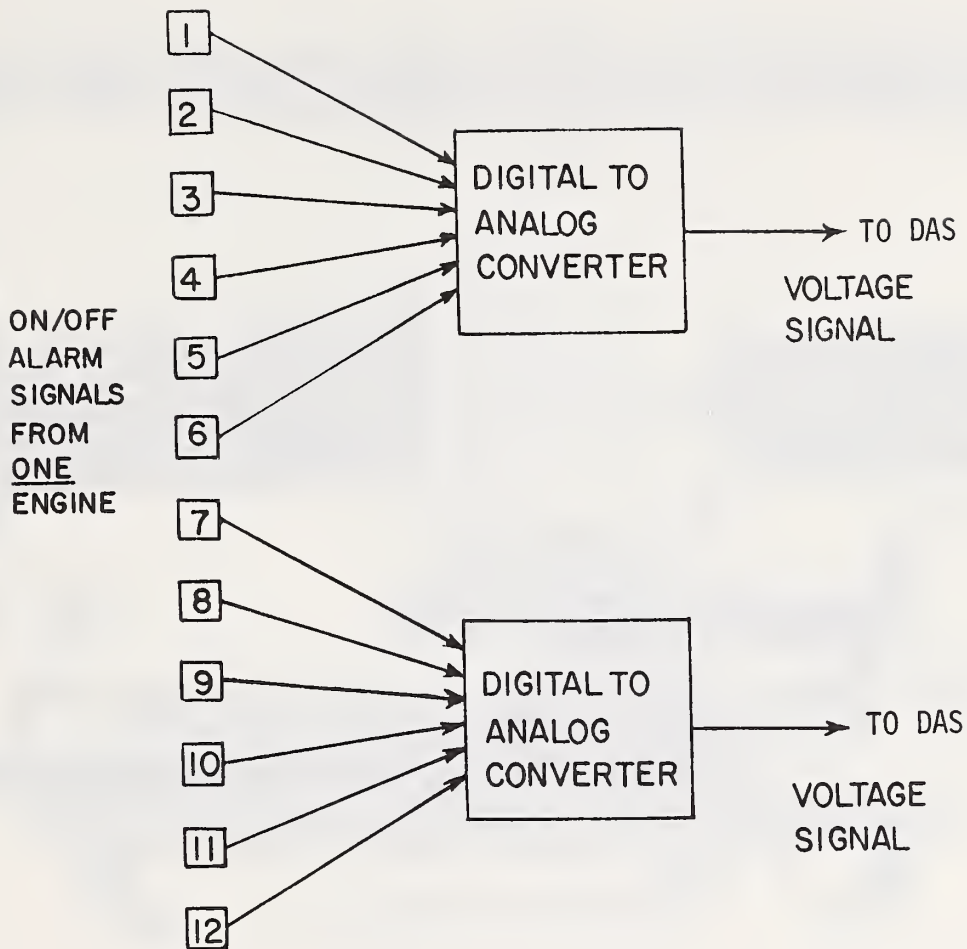 1
2
3
4
5
6
ON/OFF
ALARM
SIGNALS
FROM
ONE
ENGINE
DIGITAL TO
ANALOG
CONVERTER
TO DAS
VOLTAGE
SIGNAL
7
8
9
10
11
12
DIGITAL TO
ANALOG
CONVERTER
TO DAS
VOLTAGE
SIGNAL